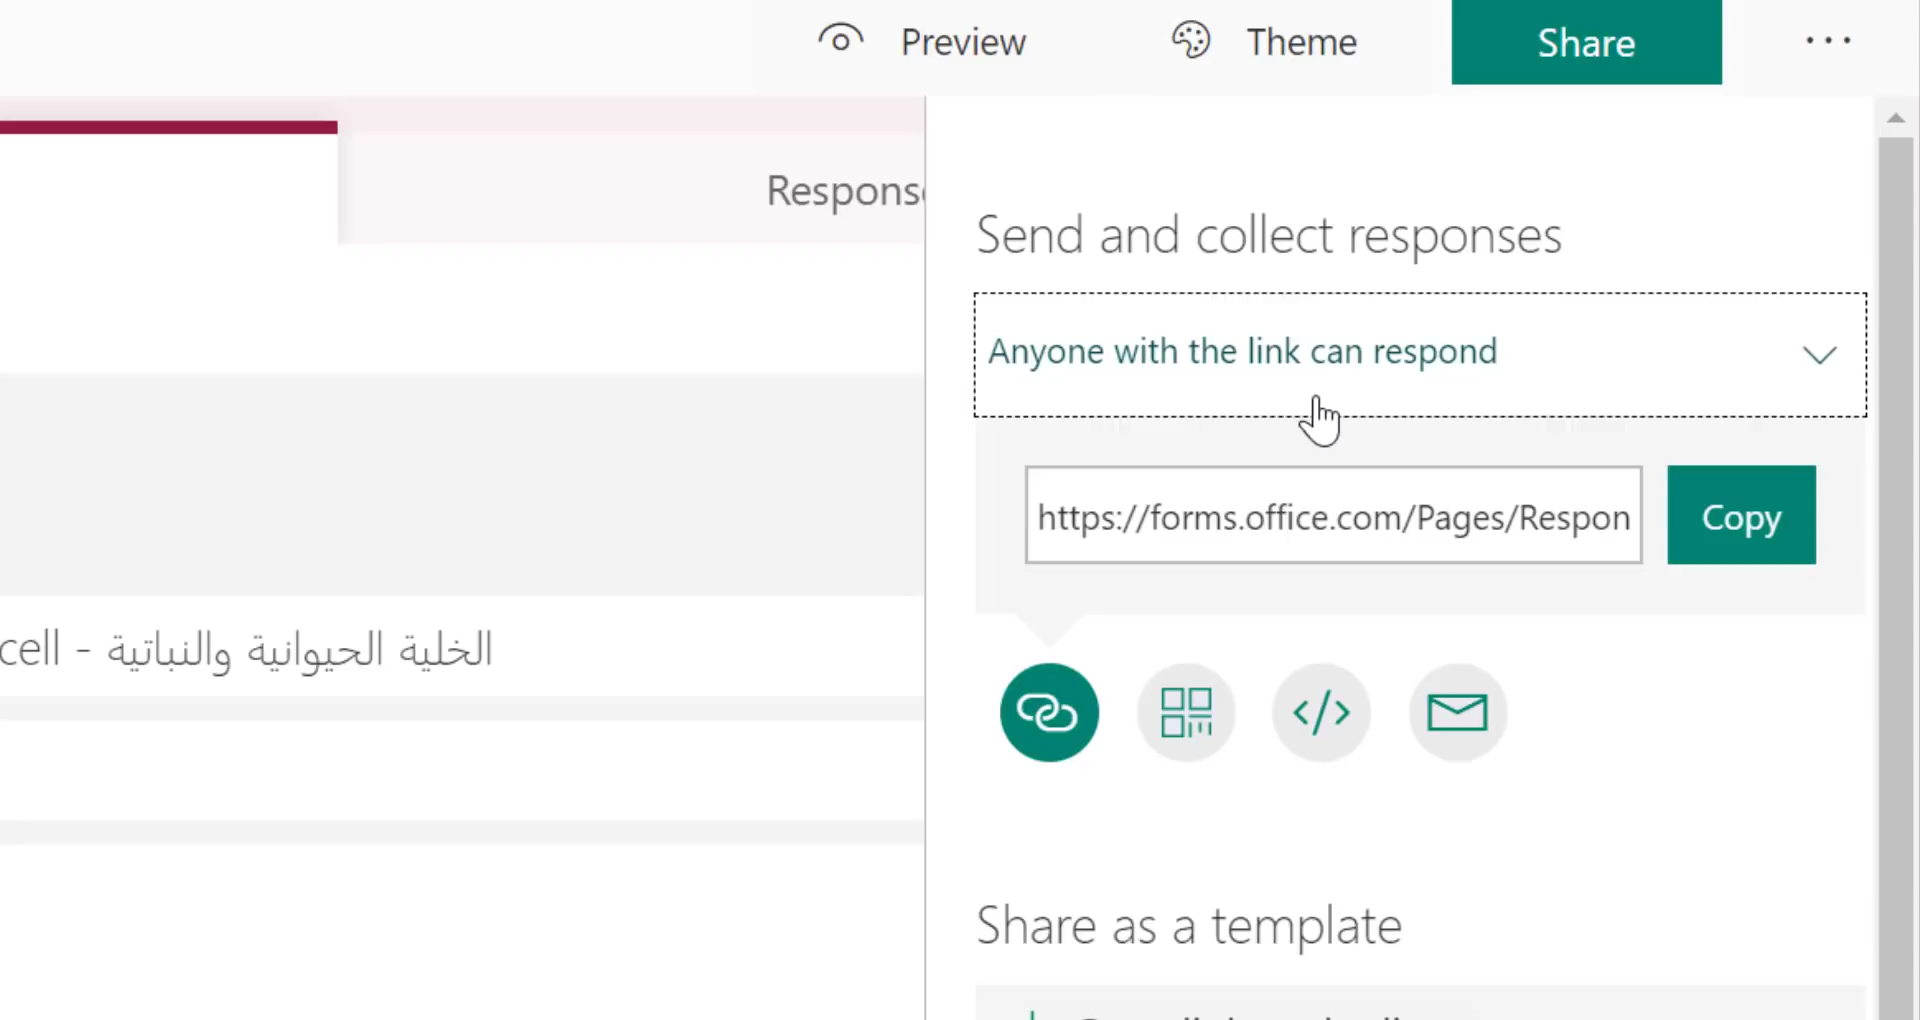 Preview Theme Share
Send and collect responses
Anyone with the link can respond
https://forms.office.com/Pages/Respon Copy
cell - الخلية الحيوانية والنباتية
Share as a template